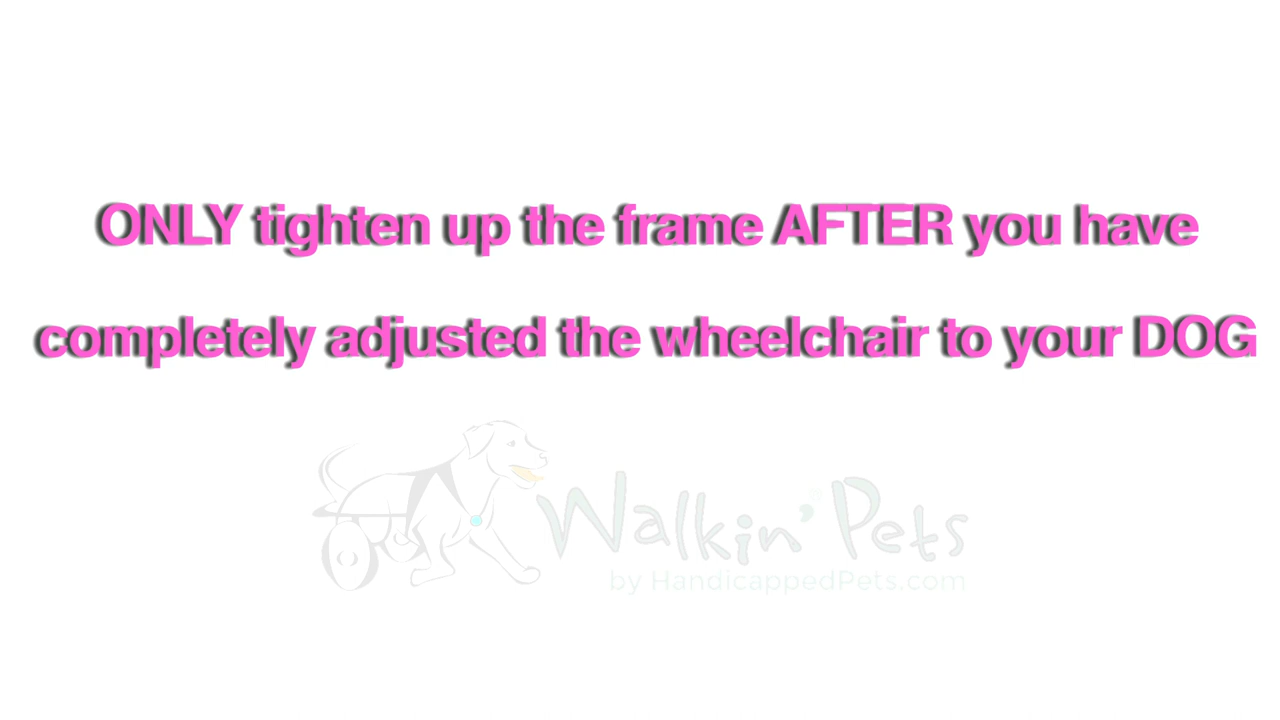 ONLY tighten up the frame AFTER you have
completely adjusted the wheelchair to your DOG
Walkin' Pets
by HandicappedPets.com